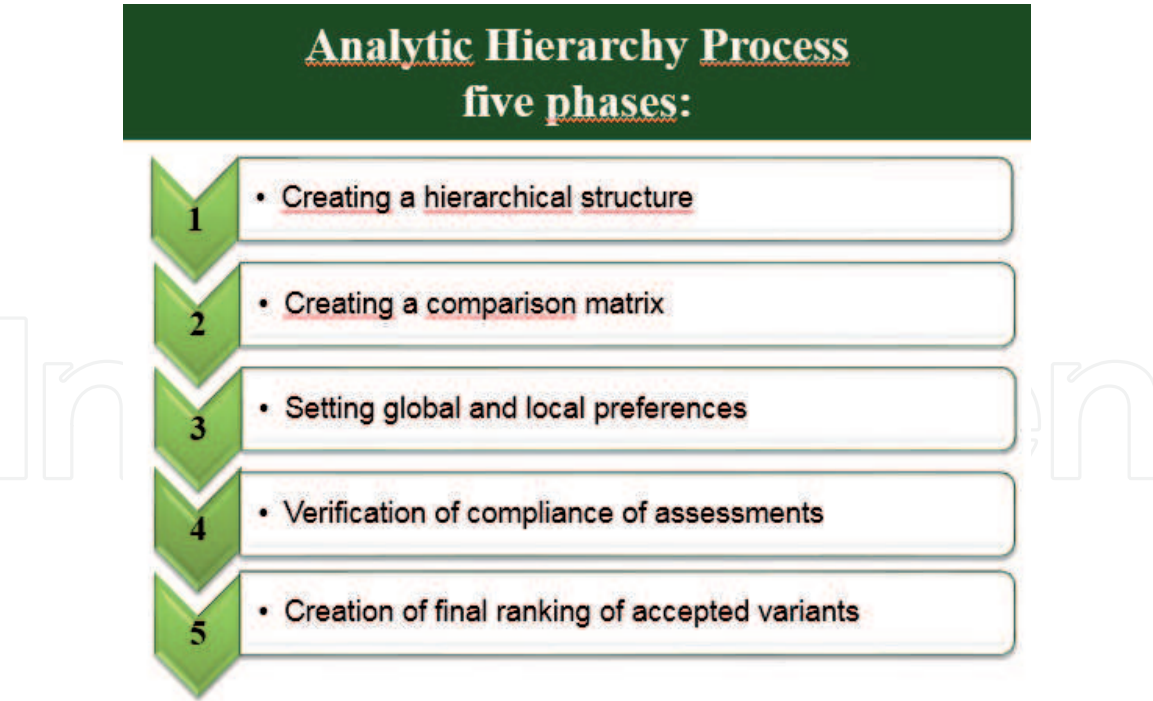 Analytic Hierarchy Process
five phases:
1
• Creating a hierarchical structure
2
• Creating a comparison matrix
3
• Setting global and local preferences
4
• Verification of compliance of assessments
5
• Creation of final ranking of accepted variants